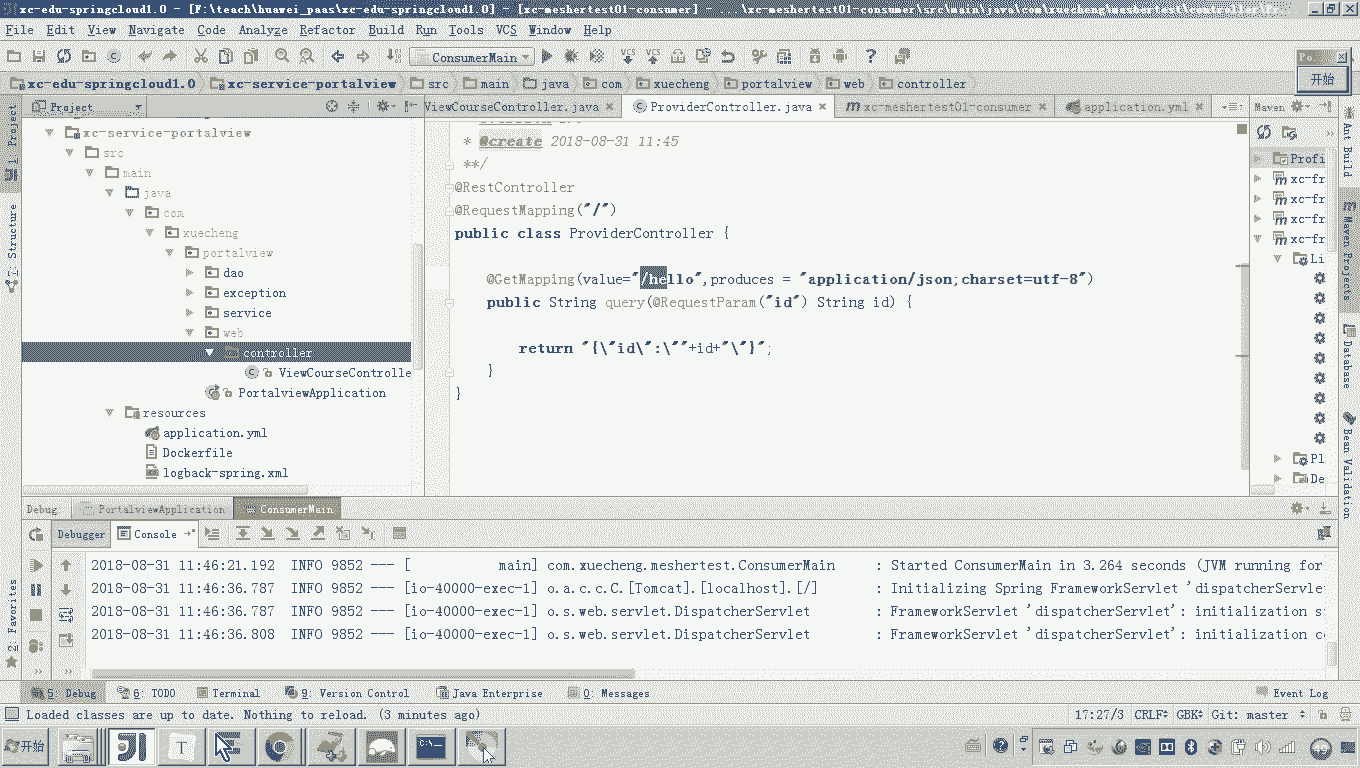 xc-edu-springcloud1.0 - [F:\teach\huawei_paas\xc-edu-springcloud1.0] - [xc-meshertest01-consumer] - ...\xc-meshertest01-consumer\src\main\java\com\xuecheng\meshertest\controller\Pr
File Edit View Navigate Code Analyze Refactor Build Run Tools VCS Window Help
ConsumerMain
Po.
开始
xc-edu-springcloud1.0 xc-service-portalview src main java com xuecheng portalview web controller
Project
ViewCourseController.java ProviderController.java xc-meshertest01-consumer application.yml
Maven
xc-service-portalview
src
main
java
com
xuecheng
portalview
dao
exception
service
web
controller
ViewCourseControlle
PortalviewApplication
resources
application.yml
Dockerfile
logback-spring.xml
* @create 2018-08-31 11:45
**/
@RestController
@RequestMapping("/")
public class ProviderController {
@GetMapping(value="/hello",produces = "application/json;charset=utf-8")
public String query(@RequestParam("id") String id) {
return "{\"id\":\""+id+"\"}";
}
}
Profi
xc-fr
xc-fr
xc-fr
xc-fr
Li
Pl
De
1: Project
7: Structure
2: Favorites
Ant Build
Maven Projects
Database
Bean Validation
Debug: PortalviewApplication ConsumerMain
Debugger Console
2018-08-31 11:46:21.192 INFO 9852 --- [ main] com.xuecheng.meshertest.ConsumerMain : Started ConsumerMain in 3.264 seconds (JVM running for
2018-08-31 11:46:36.787 INFO 9852 --- [io-40000-exec-1] o.a.c.c.C.[Tomcat].[localhost].[/] : Initializing Spring FrameworkServlet 'dispatcherServlet
2018-08-31 11:46:36.787 INFO 9852 --- [io-40000-exec-1] o.s.web.servlet.DispatcherServlet : FrameworkServlet 'dispatcherServlet': initialization s
2018-08-31 11:46:36.808 INFO 9852 --- [io-40000-exec-1] o.s.web.servlet.DispatcherServlet : FrameworkServlet 'dispatcherServlet': initialization co
5: Debug 6: TODO Terminal 9: Version Control Java Enterprise 0: Messages Event Log
Loaded classes are up to date. Nothing to reload. (3 minutes ago) 17:27/3 CRLF GBK Git: master
开始